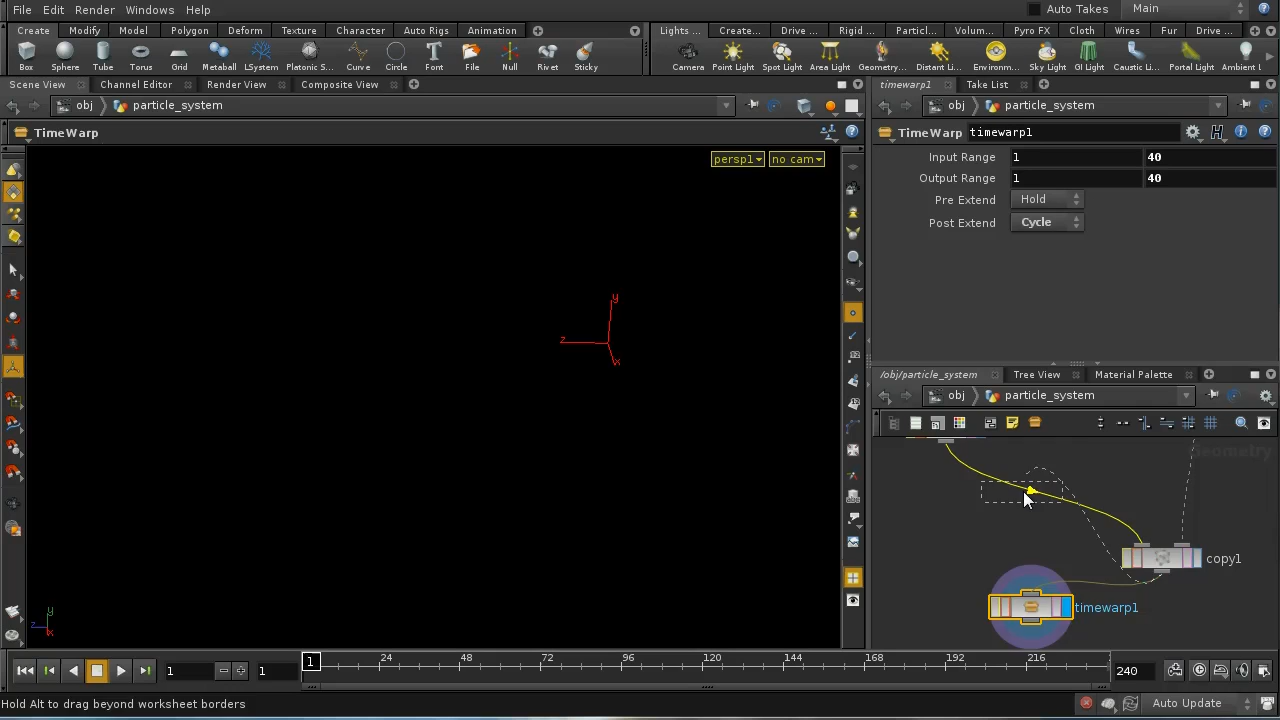 File Edit Render Windows Help Auto Takes Main
Create Modify Model Polygon Deform Texture Character Auto Rigs Animation Lights ... Create... Drive ... Rigid ... Particl... Volum... Pyro FX Cloth Wires Fur Drive ...
Box Sphere Tube Torus Grid Metaball LSystem Platonic S... Curve Circle Font File Null Rivet Sticky Camera Point Light Spot Light Area Light Geometry... Distant Li... Environm... Sky Light GI Light Caustic Li... Portal Light Ambient l
Scene View Channel Editor Render View Composite View timewarp1 Take List
obj particle_system obj particle_system
TimeWarp TimeWarp timewarp1
persp1 no cam
Input Range 1 40
Output Range 1 40
Pre Extend Hold
Post Extend Cycle
y
z
x
/obj/particle_system Tree View Material Palette
obj particle_system
Geometry
copy1
timewarp1
y
z
x
1 1 1 24 48 72 96 120 144 168 192 216 240
Hold Alt to drag beyond worksheet borders Auto Update